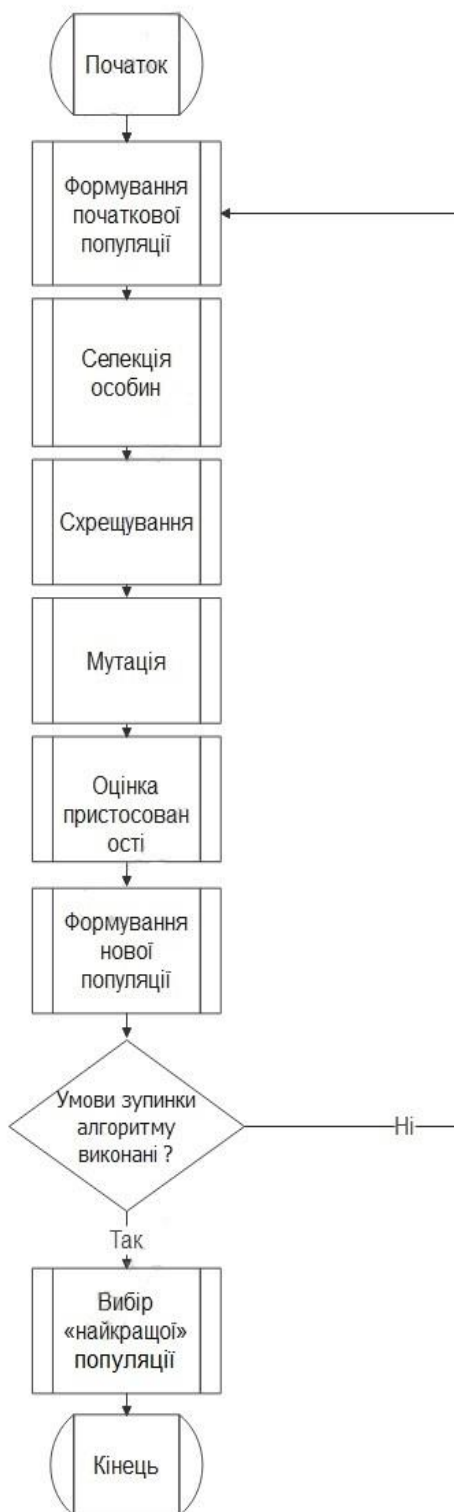 Початок
Формування
початкової
популяції
Селекція
особин
Схрещування
Мутація
Оцінка
пристосован
ості
Формування
нової
популяції
Умови зупинки
алгоритму
виконані ?
Ні
Так
Вибір
«найкращої»
популяції
Кінець